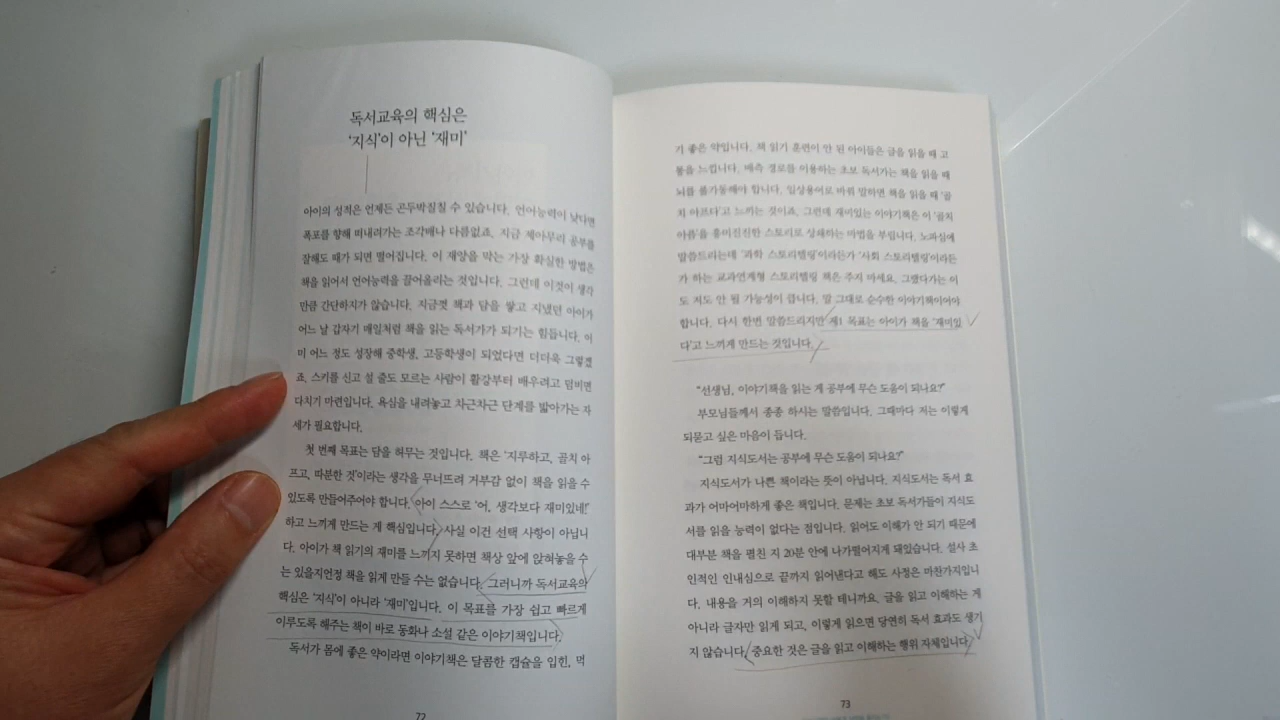 독서교육의 핵심은
'지식'이 아닌 '재미'
아이의 성적은 언제든 곤두박질칠 수 있습니다. 언어능력이 낮다면
폭포를 향해 떠내려가는 조각배나 다름없죠. 지금 제아무리 공부를
잘해도 때가 되면 떨어집니다. 이 재앙을 막는 가장 확실한 방법은
책을 읽어서 언어능력을 끌어올리는 것입니다. 그런데 이것이 생각
만큼 간단하지가 않습니다. 지금껏 책과 담을 쌓고 지냈던 아이가
어느 날 갑자기 매일처럼 책을 읽는 독서가가 되기는 힘듭니다. 이
미 어느 정도 성장해 중학생, 고등학생이 되었다면 더더욱 그렇겠
죠. 스키를 신고 설 줄도 모르는 사람이 활강부터 배우려고 덤비면
다치기 마련입니다. 욕심을 내려놓고 차근차근 단계를 밟아가는 자
세가 필요합니다.
첫 번째 목표는 담을 허무는 것입니다. 책은 '지루하고, 골치 아
프고, 따분한 것'이라는 생각을 무너뜨려 거부감 없이 책을 읽을 수
있도록 만들어주어야 합니다. 아이 스스로 '어, 생각보다 재미있네!'
하고 느끼게 만드는 게 핵심입니다. 사실 이건 선택 사항이 아닙니
다. 아이가 책 읽기의 재미를 느끼지 못하면 책상 앞에 앉혀놓을 수
는 있을지언정 책을 읽게 만들 수는 없습니다. 그러니까 독서교육의
핵심은 '지식'이 아니라 '재미'입니다. 이 목표를 가장 쉽고 빠르게
이루도록 해주는 책이 바로 동화나 소설 같은 이야기책입니다.
독서가 몸에 좋은 약이라면 이야기책은 달콤한 캡슐을 입힌, 먹
72
기 좋은 약입니다. 책 읽기 훈련이 안 된 아이들은 글을 읽을 때 고
통을 느낍니다. 배측 경로를 이용하는 초보 독서가는 책을 읽을 때
뇌를 풀가동해야 합니다. 일상용어로 바꿔 말하면 책을 읽을 때 '골
치 아프다'고 느끼는 것이죠. 그런데 재미있는 이야기책은 이 '골치
아픔'을 흥미진진한 스토리로 상쇄하는 마법을 부립니다. 노파심에
말씀드리는데 '과학 스토리텔링'이라든가 '사회 스토리텔링'이라든
가 하는 교과연계형 스토리텔링 책은 주지 마세요. 그랬다가는 이
도 저도 안 될 가능성이 큽니다. 말 그대로 순수한 이야기책이어야
합니다. 다시 한번 말씀드리지만 제1 목표는 아이가 책을 '재미있
다'고 느끼게 만드는 것입니다.
"선생님, 이야기책을 읽는 게 공부에 무슨 도움이 되나요?"
부모님들께서 종종 하시는 말씀입니다. 그때마다 저는 이렇게
되묻고 싶은 마음이 듭니다.
"그럼 지식도서는 공부에 무슨 도움이 되나요?"
지식도서가 나쁜 책이라는 뜻이 아닙니다. 지식도서는 독서 효
과가 어마어마하게 좋은 책입니다. 문제는 초보 독서가들이 지식도
서를 읽을 능력이 없다는 점입니다. 읽어도 이해가 안 되기 때문에
대부분 책을 펼친 지 20분 안에 나가떨어지게 돼있습니다. 설사 초
인적인 인내심으로 끝까지 읽어낸다고 해도 사정은 마찬가지입니
다. 내용을 거의 이해하지 못할 테니까요. 글을 읽고 이해하는 게
아니라 글자만 읽게 되고, 이렇게 읽으면 당연히 독서 효과도 생기
지 않습니다. 중요한 것은 글을 읽고 이해하는 행위 자체입니다.
73